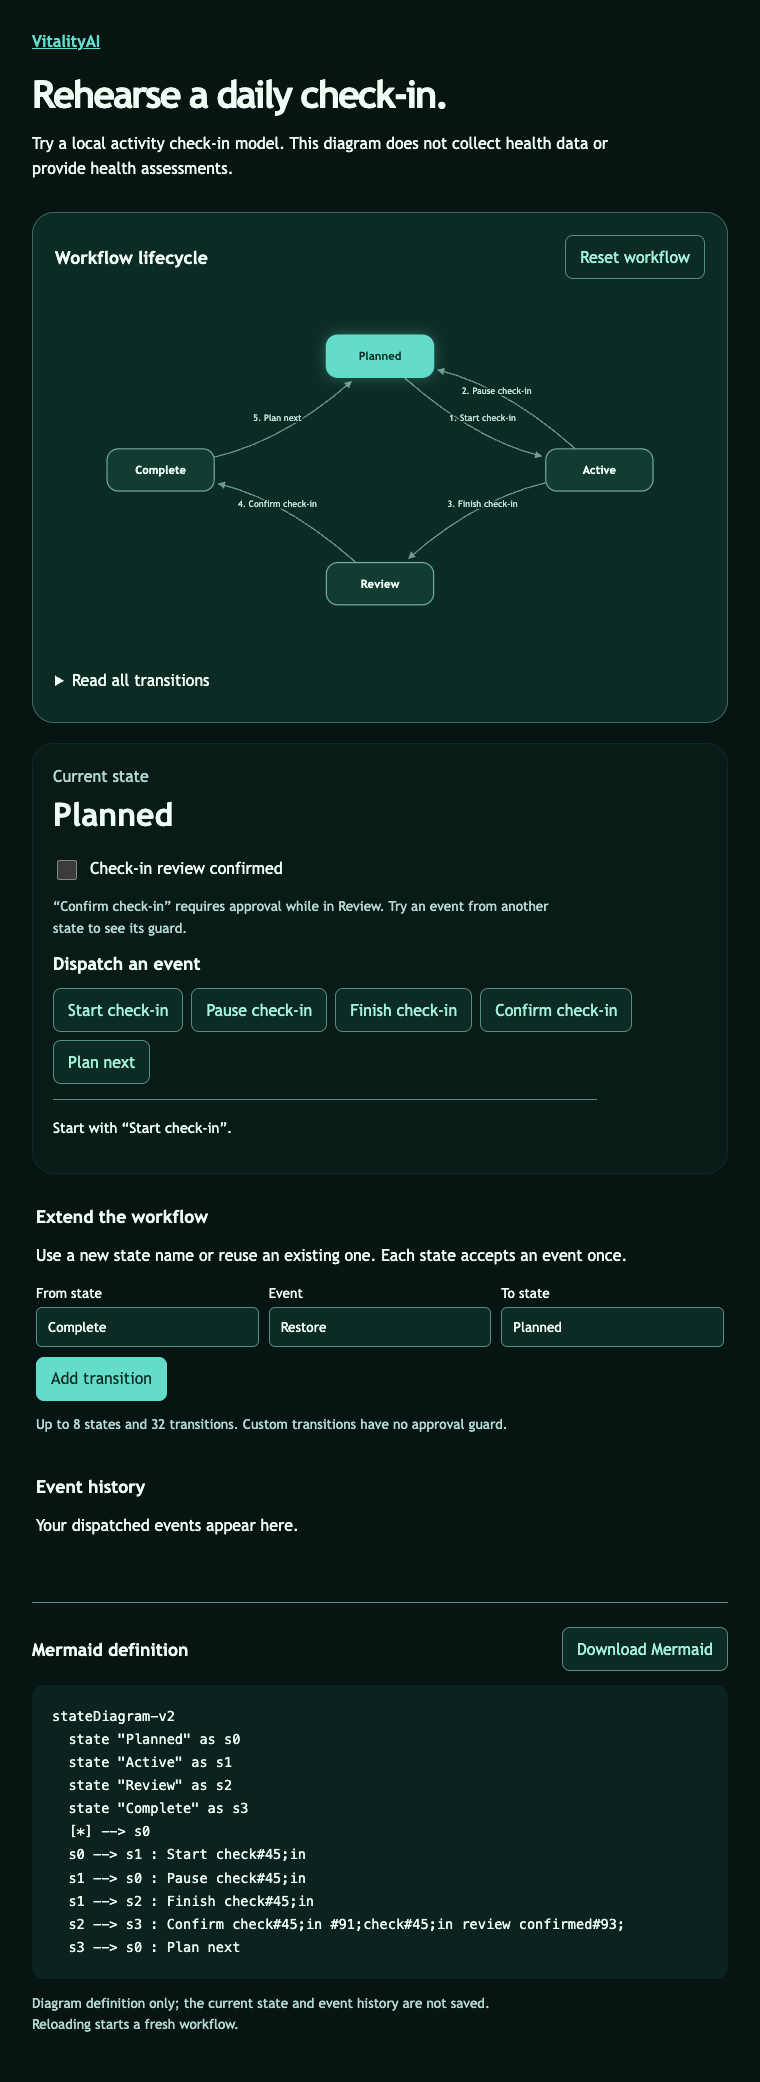 VitalityAI
Rehearse a daily check-in.
Try a local activity check-in model. This diagram does not collect health data or
provide health assessments.
Workflow lifecycle
Reset workflow
Planned
2. Pause check-in
5. Plan next
1. Start check-in
Complete
Active
4. Confirm check-in
3. Finish check-in
Review
Read all transitions
Current state
Planned
Check-in review confirmed
“Confirm check-in” requires approval while in Review. Try an event from another
state to see its guard.
Dispatch an event
Start check-in
Pause check-in
Finish check-in
Confirm check-in
Plan next
Start with “Start check-in”.
Extend the workflow
Use a new state name or reuse an existing one. Each state accepts an event once.
From state
Event
To state
Complete
Restore
Planned
Add transition
Up to 8 states and 32 transitions. Custom transitions have no approval guard.
Event history
Your dispatched events appear here.
Mermaid definition
Download Mermaid
stateDiagram-v2
state "Planned" as s0
state "Active" as s1
state "Review" as s2
state "Complete" as s3
[*] --> s0
s0 --> s1 : Start check#45;in
s1 --> s0 : Pause check#45;in
s1 --> s2 : Finish check#45;in
s2 --> s3 : Confirm check#45;in #91;check#45;in review confirmed#93;
s3 --> s0 : Plan next
Diagram definition only; the current state and event history are not saved.
Reloading starts a fresh workflow.